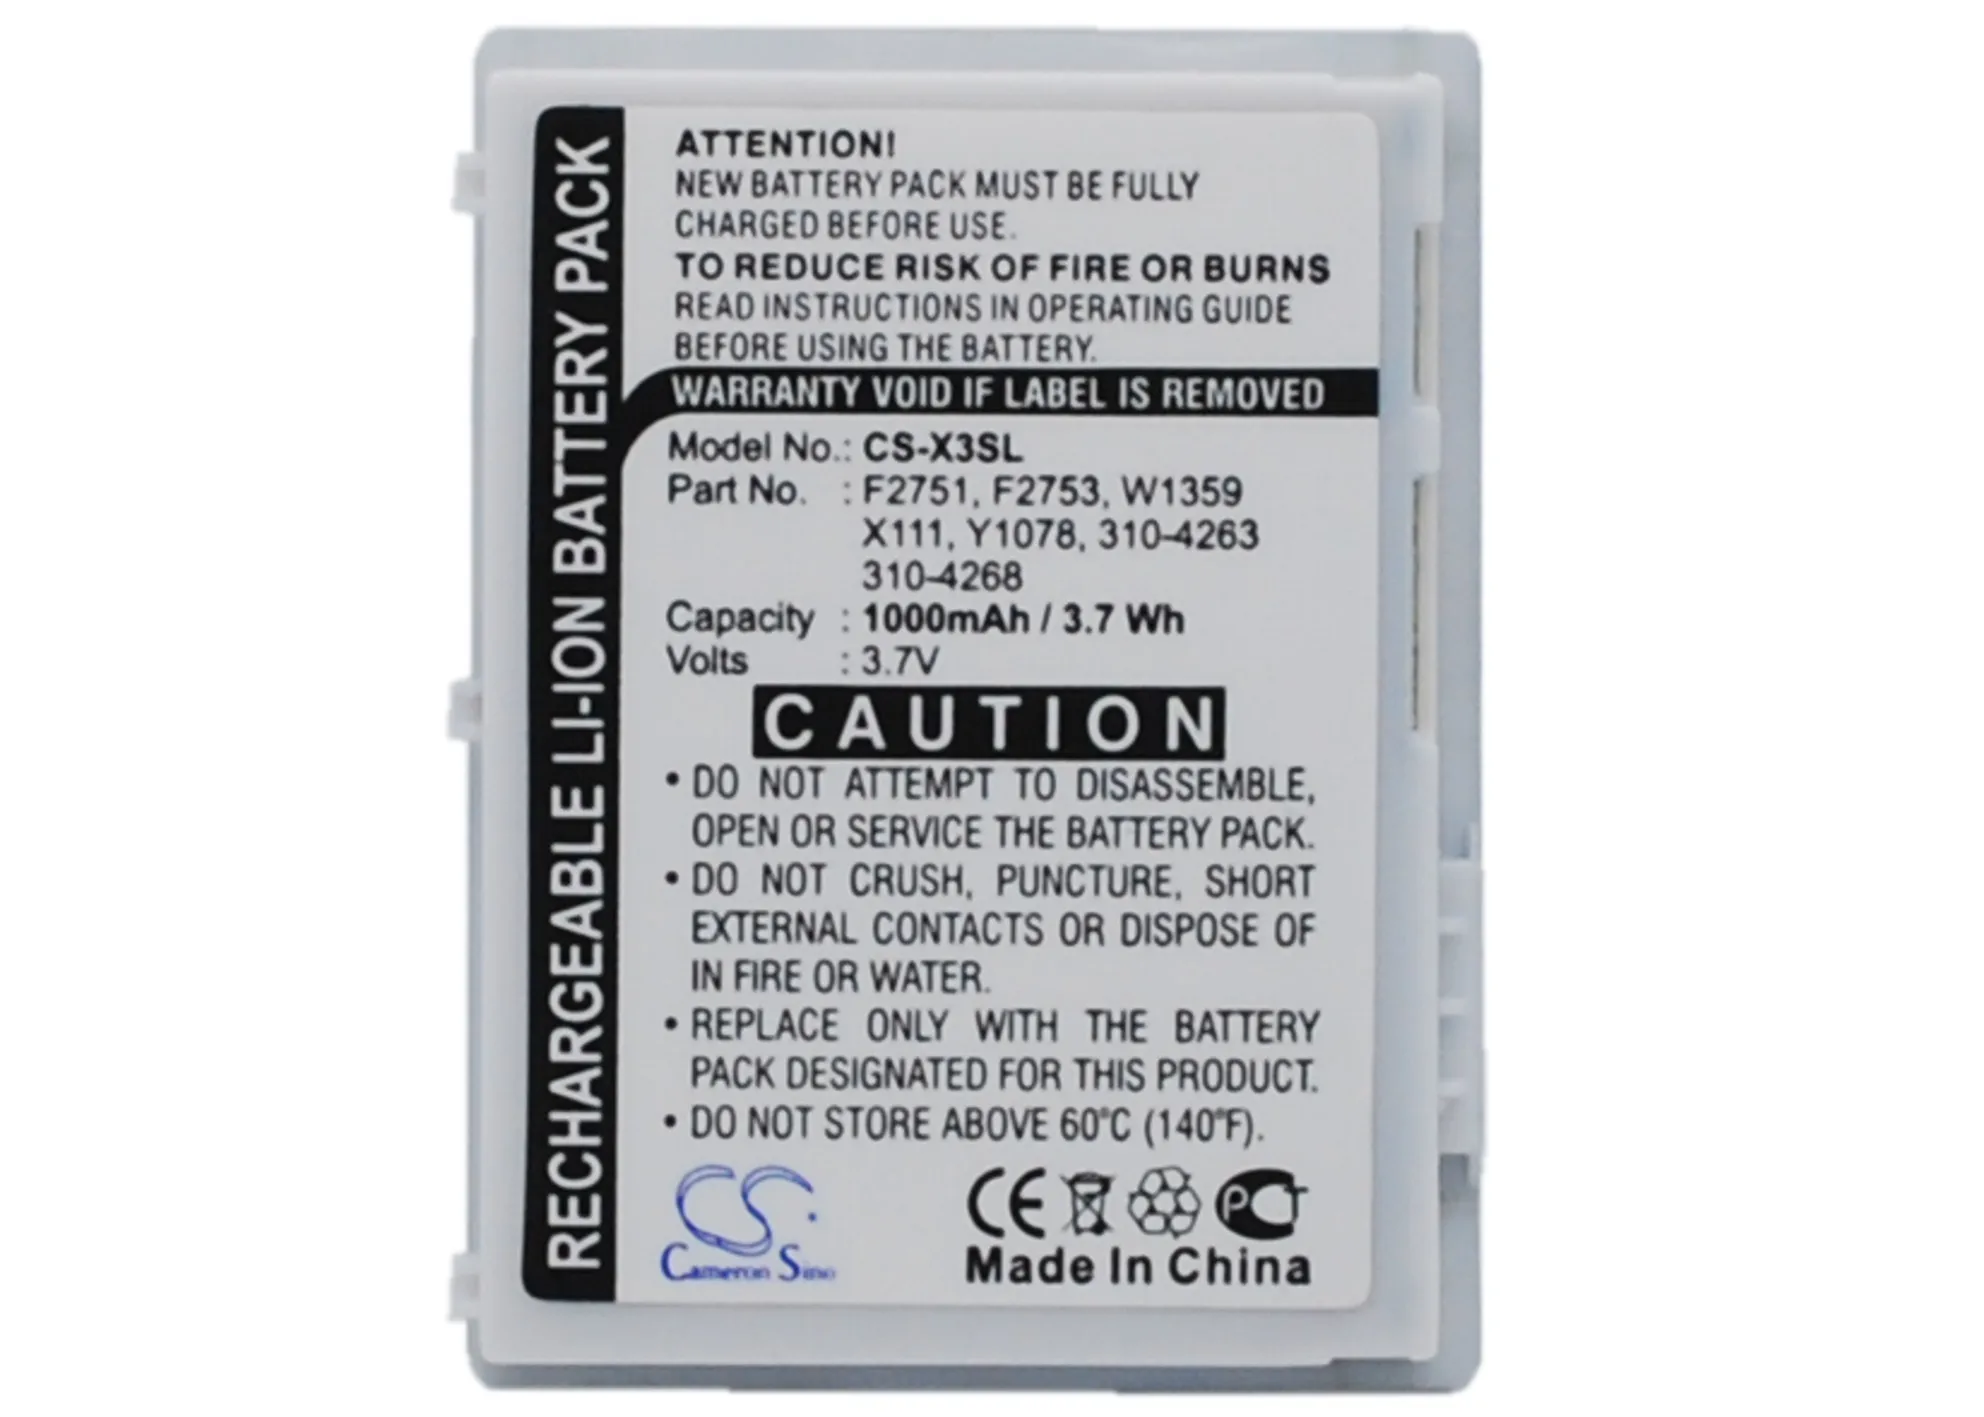 RECHARGEABLE LI-ION BATTERY PACK
ATTENTION!
NEW BATTERY PACK MUST BE FULLY
CHARGED BEFORE USE.
TO REDUCE RISK OF FIRE OR BURNS
READ INSTRUCTIONS IN OPERATING GUIDE
BEFORE USING THE BATTERY.
WARRANTY VOID IF LABEL IS REMOVED
Model No.: CS-X3SL
Part No. : F2751, F2753, W1359
X111, Y1078, 310-4263
310-4268
Capacity : 1000mAh / 3.7 Wh
Volts : 3.7V
CAUTION
• DO NOT ATTEMPT TO DISASSEMBLE,
OPEN OR SERVICE THE BATTERY PACK.
• DO NOT CRUSH, PUNCTURE, SHORT
EXTERNAL CONTACTS OR DISPOSE OF
IN FIRE OR WATER.
• REPLACE ONLY WITH THE BATTERY
PACK DESIGNATED FOR THIS PRODUCT.
• DO NOT STORE ABOVE 60°C (140°F).
CS
Cameron Sino
CE PCT
Made In China